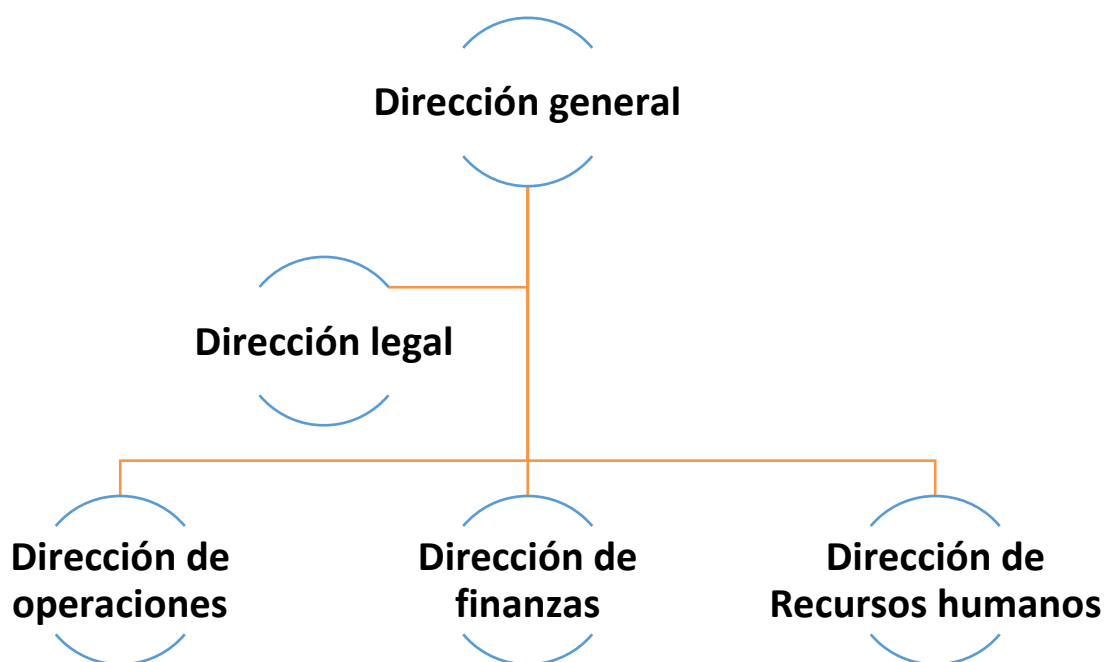 Dirección general
Dirección legal
Dirección de
operaciones
Dirección de
finanzas
Dirección de
Recursos humanos